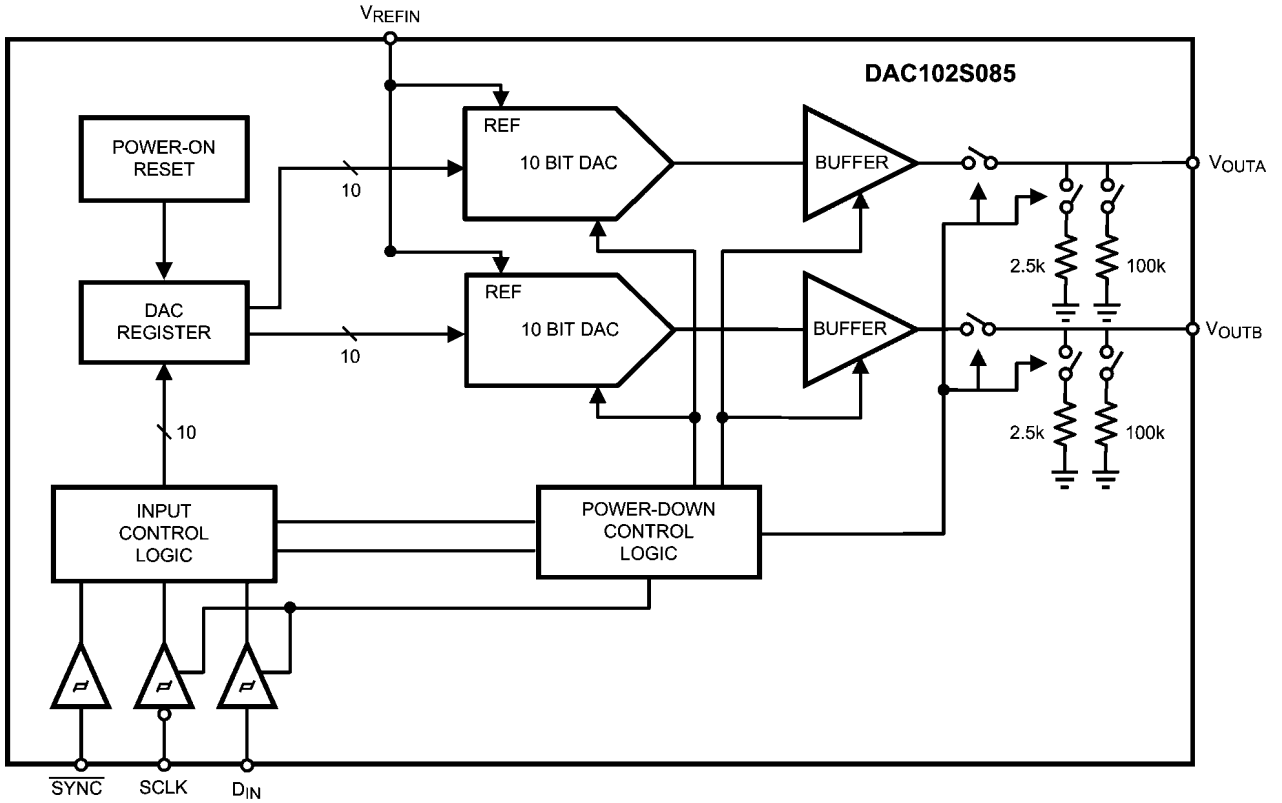 VREFIN
DAC102S085
POWER-ON
RESET
REF
10 BIT DAC
BUFFER
VOUTA
10
2.5k
100k
DAC
REGISTER
REF
10 BIT DAC
BUFFER
VOUTB
10
2.5k
100k
10
INPUT
CONTROL
LOGIC
POWER-DOWN
CONTROL
LOGIC
SYNC
SCLK
DIN